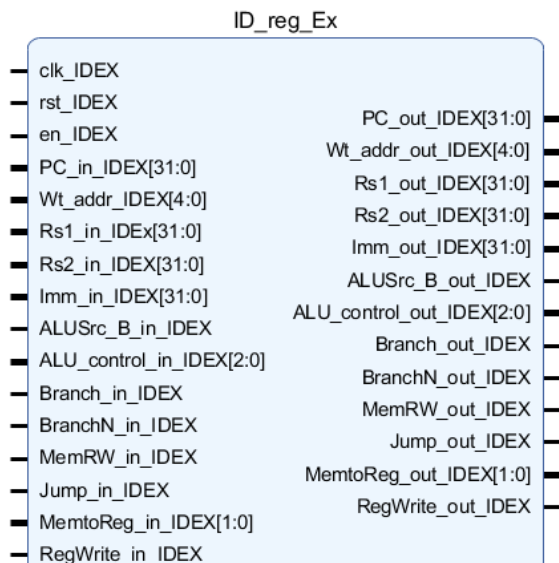 ID_reg_Ex
clk_IDEX
rst_IDEX
en_IDEX
PC_in_IDEX[31:0]
Wt_addr_IDEX[4:0]
Rs1_in_IDEx[31:0]
Rs2_in_IDEX[31:0]
Imm_in_IDEX[31:0]
ALUSrc_B_in_IDEX
ALU_control_in_IDEX[2:0]
Branch_in_IDEX
BranchN_in_IDEX
MemRW_in_IDEX
Jump_in_IDEX
MemtoReg_in_IDEX[1:0]
RegWrite_in_IDEX
PC_out_IDEX[31:0]
Wt_addr_out_IDEX[4:0]
Rs1_out_IDEX[31:0]
Rs2_out_IDEX[31:0]
Imm_out_IDEX[31:0]
ALUSrc_B_out_IDEX
ALU_control_out_IDEX[2:0]
Branch_out_IDEX
BranchN_out_IDEX
MemRW_out_IDEX
Jump_out_IDEX
MemtoReg_out_IDEX[1:0]
RegWrite_out_IDEX